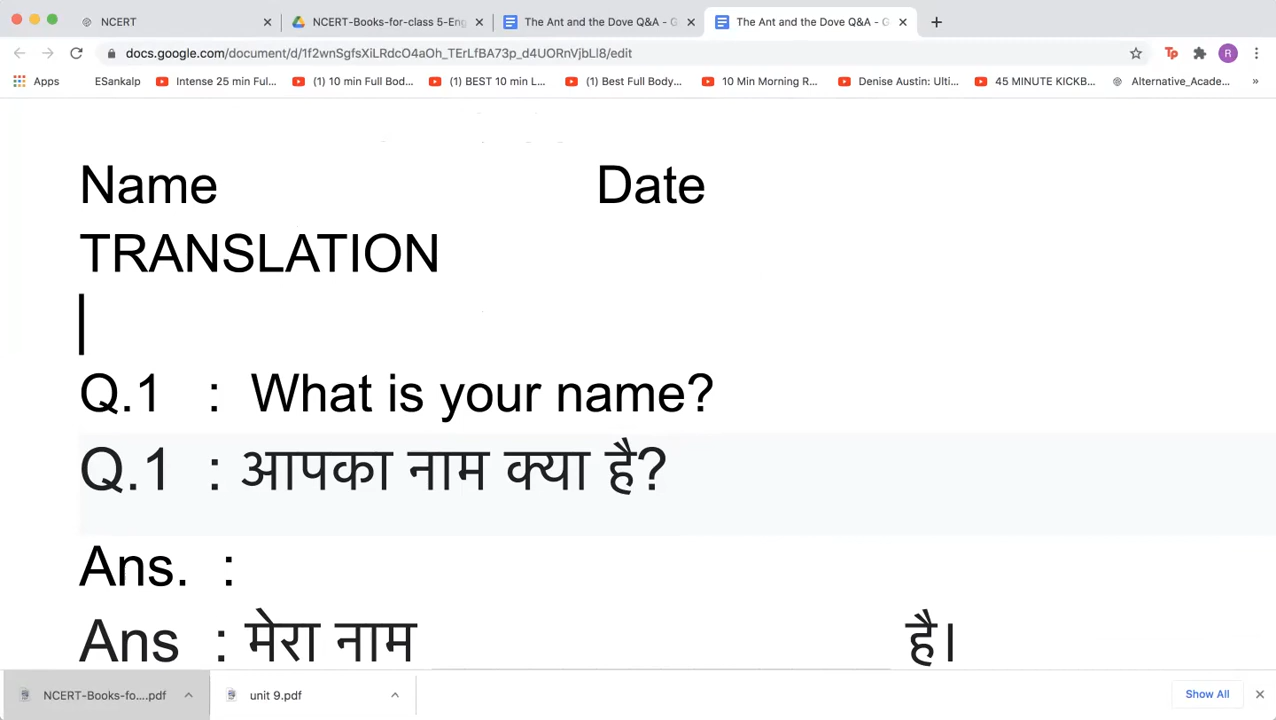 NCERT
NCERT-Books-for-class 5-Eng
The Ant and the Dove Q&A - G
The Ant and the Dove Q&A - G
docs.google.com/document/d/1f2wnSgfsXiLRdcO4aOh_TErLfBA73p_d4UORnVjbLI8/edit
R
Apps ESankalp Intense 25 min Ful... (1) 10 min Full Bod... (1) BEST 10 min L... (1) Best Full Body... 10 Min Morning R... Denise Austin: Ulti... 45 MINUTE KICKB... Alternative_Acade... »
Name Date
TRANSLATION
Q.1 : What is your name?
Q.1 : आपका नाम क्या है?
Ans. :
Ans : मेरा नाम है।
NCERT-Books-fo....pdf unit 9.pdf Show All